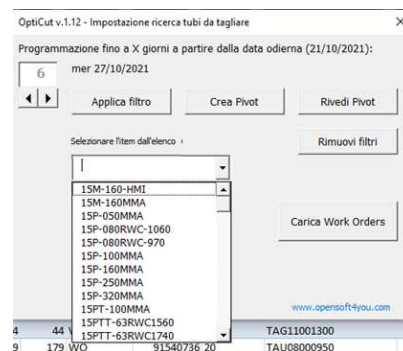 OptiCut v.1.12 - Impostazione ricerca tubi da tagliare
Programmazione fino a X giorni a partire dalla data odierna (21/10/2021):
6 mer 27/10/2021
Applica filtro Crea Pivot Rivedi Pivot
Selezionare l'item dall'elenco
Rimuovi filtri
15M-160-HMI
15M-160MMA
15P-050MMA
15P-080RWC-1060
15P-080RWC-970
15P-100MMA
15P-160MMA
15P-250MMA
15P-320MMA
15PT-100MMA
15PTT-63RWC1560
15PTT-63RWC1740
Carica Work Orders
www.opensoft4you.com
44 TAG11001300
179 WO 91540736 20 TAU08000950